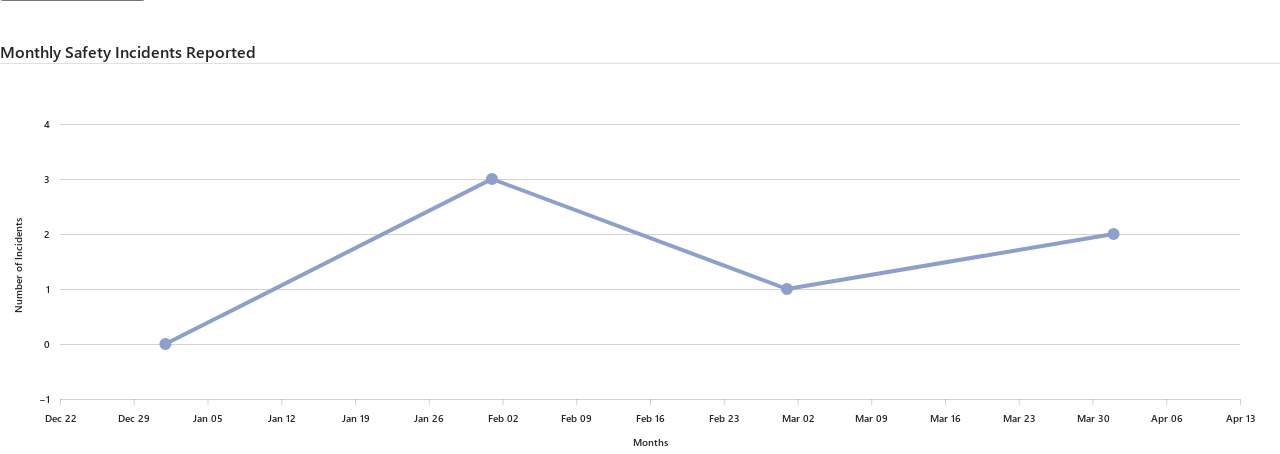 Monthly Safety Incidents Reported
4
3
2
1
0
−1
Number of Incidents
Dec 22 Dec 29 Jan 05 Jan 12 Jan 19 Jan 26 Feb 02 Feb 09 Feb 16 Feb 23 Mar 02 Mar 09 Mar 16 Mar 23 Mar 30 Apr 06 Apr 13
Months